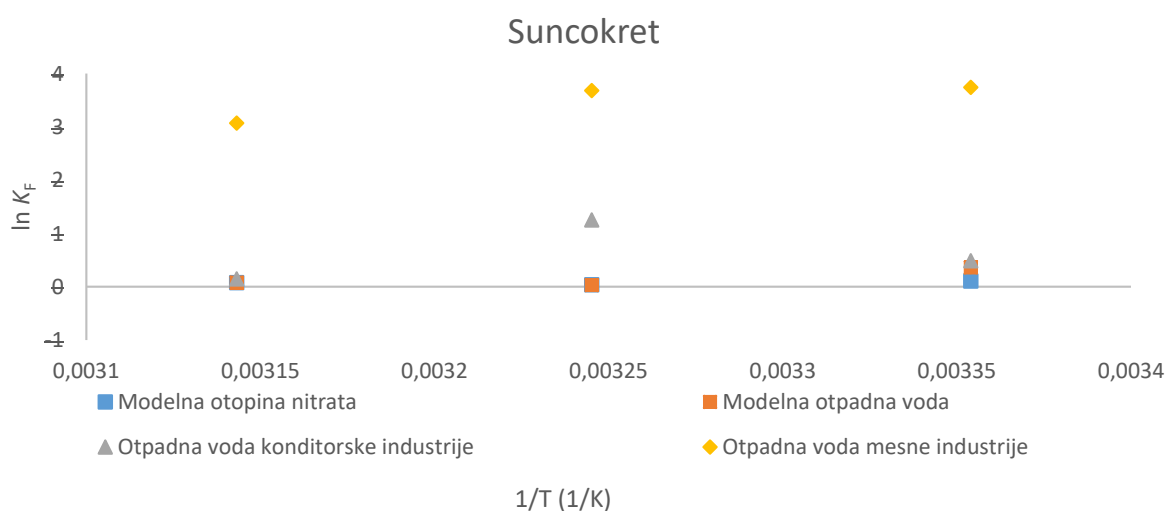 Suncokret
4
3
2
1
0
-1
ln K_F
0,0031 0,00315 0,0032 0,00325 0,0033 0,00335 0,0034
Modelna otopina nitrata Modelna otpadna voda
Otpadna voda konditorske industrije Otpadna voda mesne industrije
1/T (1/K)